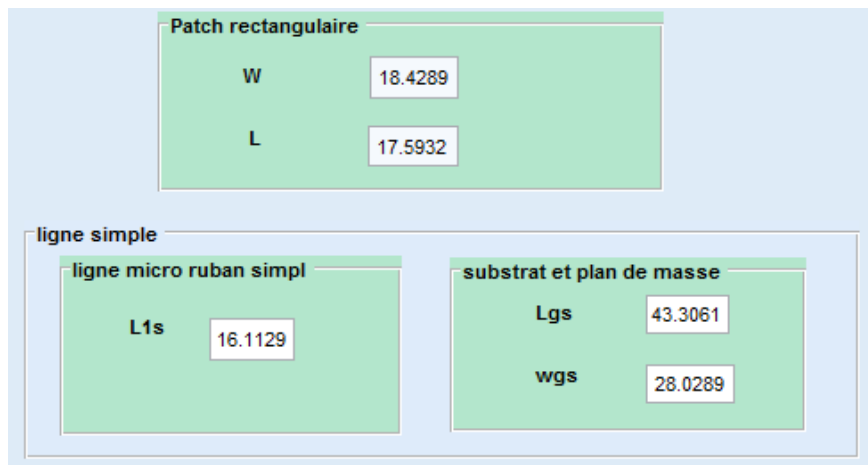 Patch rectangulaire
W 18.4289
L 17.5932
ligne simple
ligne micro ruban simpl
L1s 16.1129
substrat et plan de masse
Lgs 43.3061
wgs 28.0289